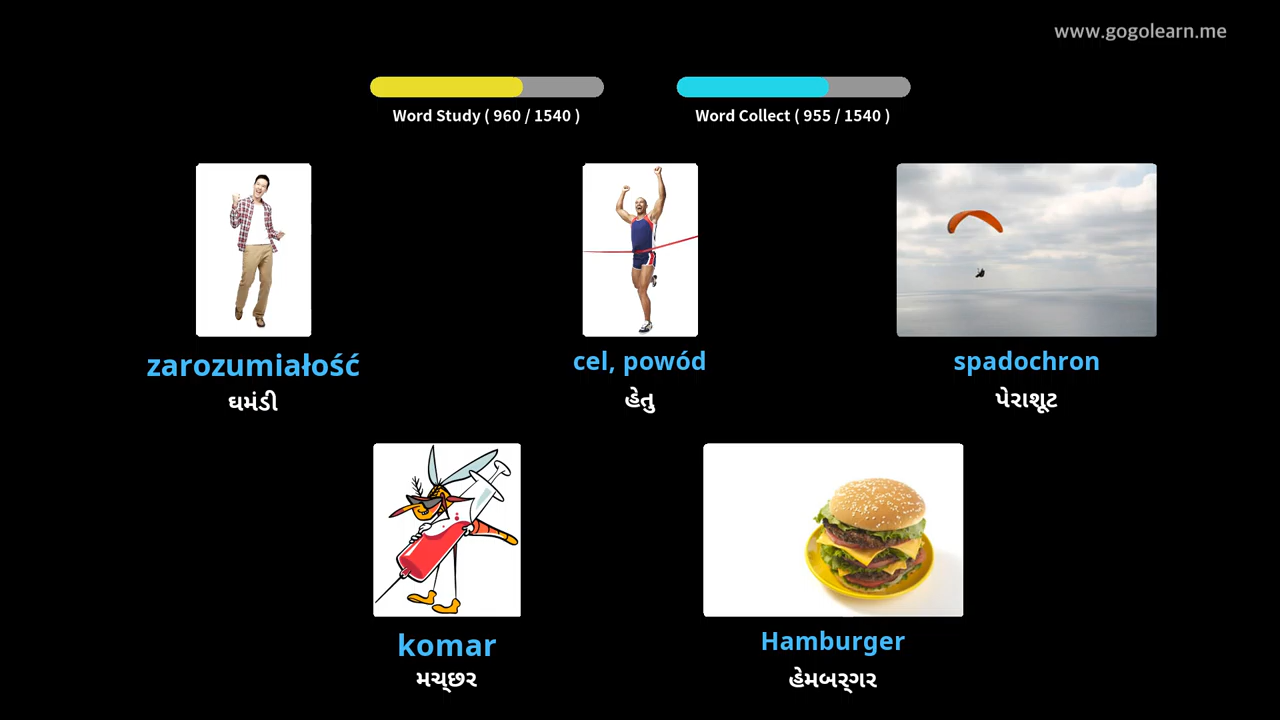 www.gogolearn.me
Word Study ( 960 / 1540 )
Word Collect ( 955 / 1540 )
zarozumiałość
ઘમંડી
cel, powód
હેતુ
spadochron
પેરાશૂટ
komar
મચ્છર
Hamburger
હેમબર્ગર